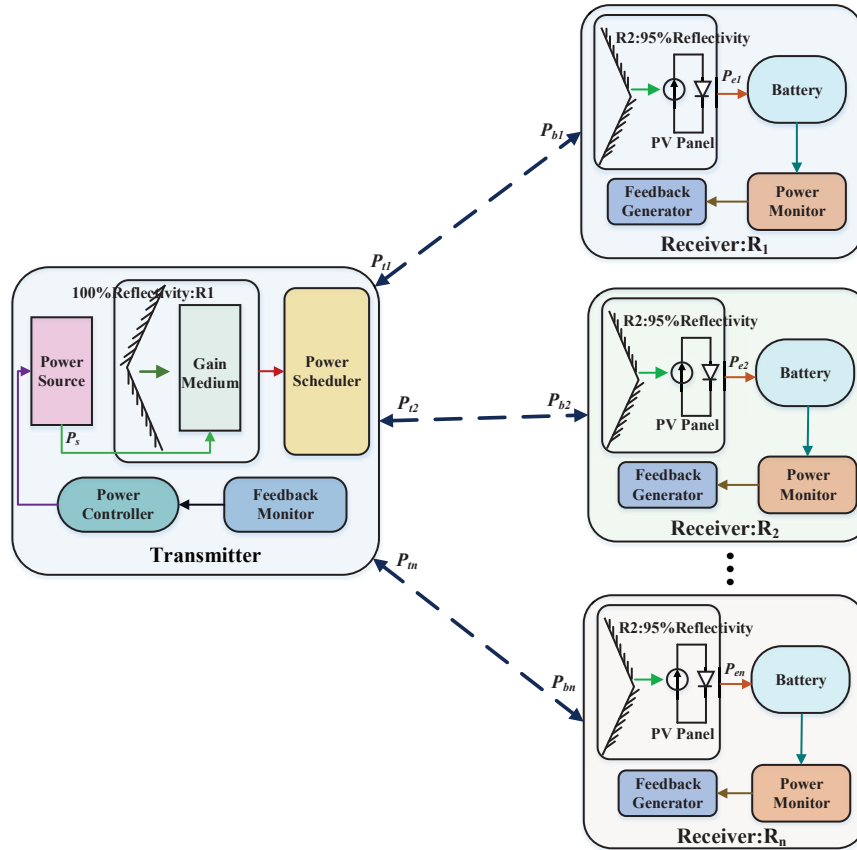 100%Reflectivity:R1
Power
Source
Gain
Medium
Power
Scheduler
Ps
Power
Controller
Feedback
Monitor
Transmitter
Pt1
Pb1
Pt2
Pb2
Ptn
Pbn
R2:95%Reflectivity
Pe1
Battery
PV Panel
Feedback
Generator
Power
Monitor
Receiver:R1
R2:95%Reflectivity
Pe2
Battery
PV Panel
Feedback
Generator
Power
Monitor
Receiver:R2
R2:95%Reflectivity
Pen
Battery
PV Panel
Feedback
Generator
Power
Monitor
Receiver:Rn